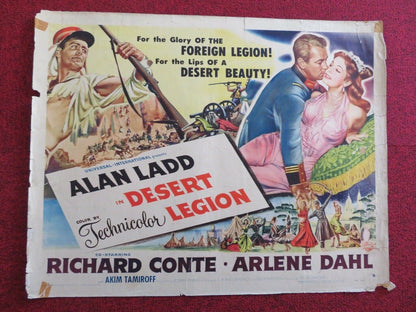 For the Glory OF THE
FOREIGN LEGION!
For the Lips OF A
DESERT BEAUTY!
UNIVERSAL-INTERNATIONAL presents
ALAN LADD
IN DESERT
LEGION
COLOR BY
Technicolor
CO-STARRING
RICHARD CONTE · ARLENE DAHL
with AKIM TAMIROFF